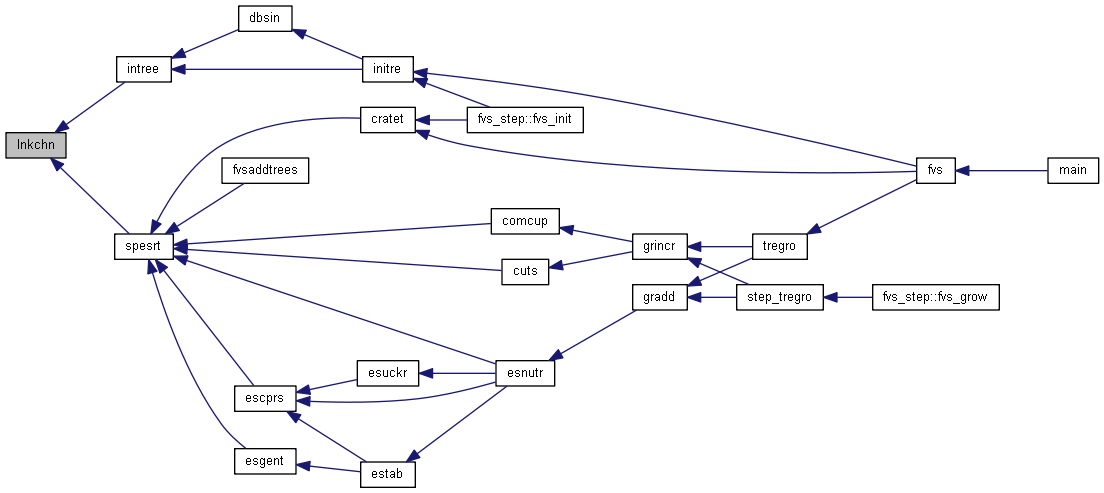 dbsin
intree
initre
fvs_step::fvs_init
cratet
lnkchn
fvsaddtrees
fvs
main
comcup
spesrt
grincr
tregro
cuts
gradd
step_tregro
fvs_step::fvs_grow
esuckr
esnutr
escprs
esgent
estab